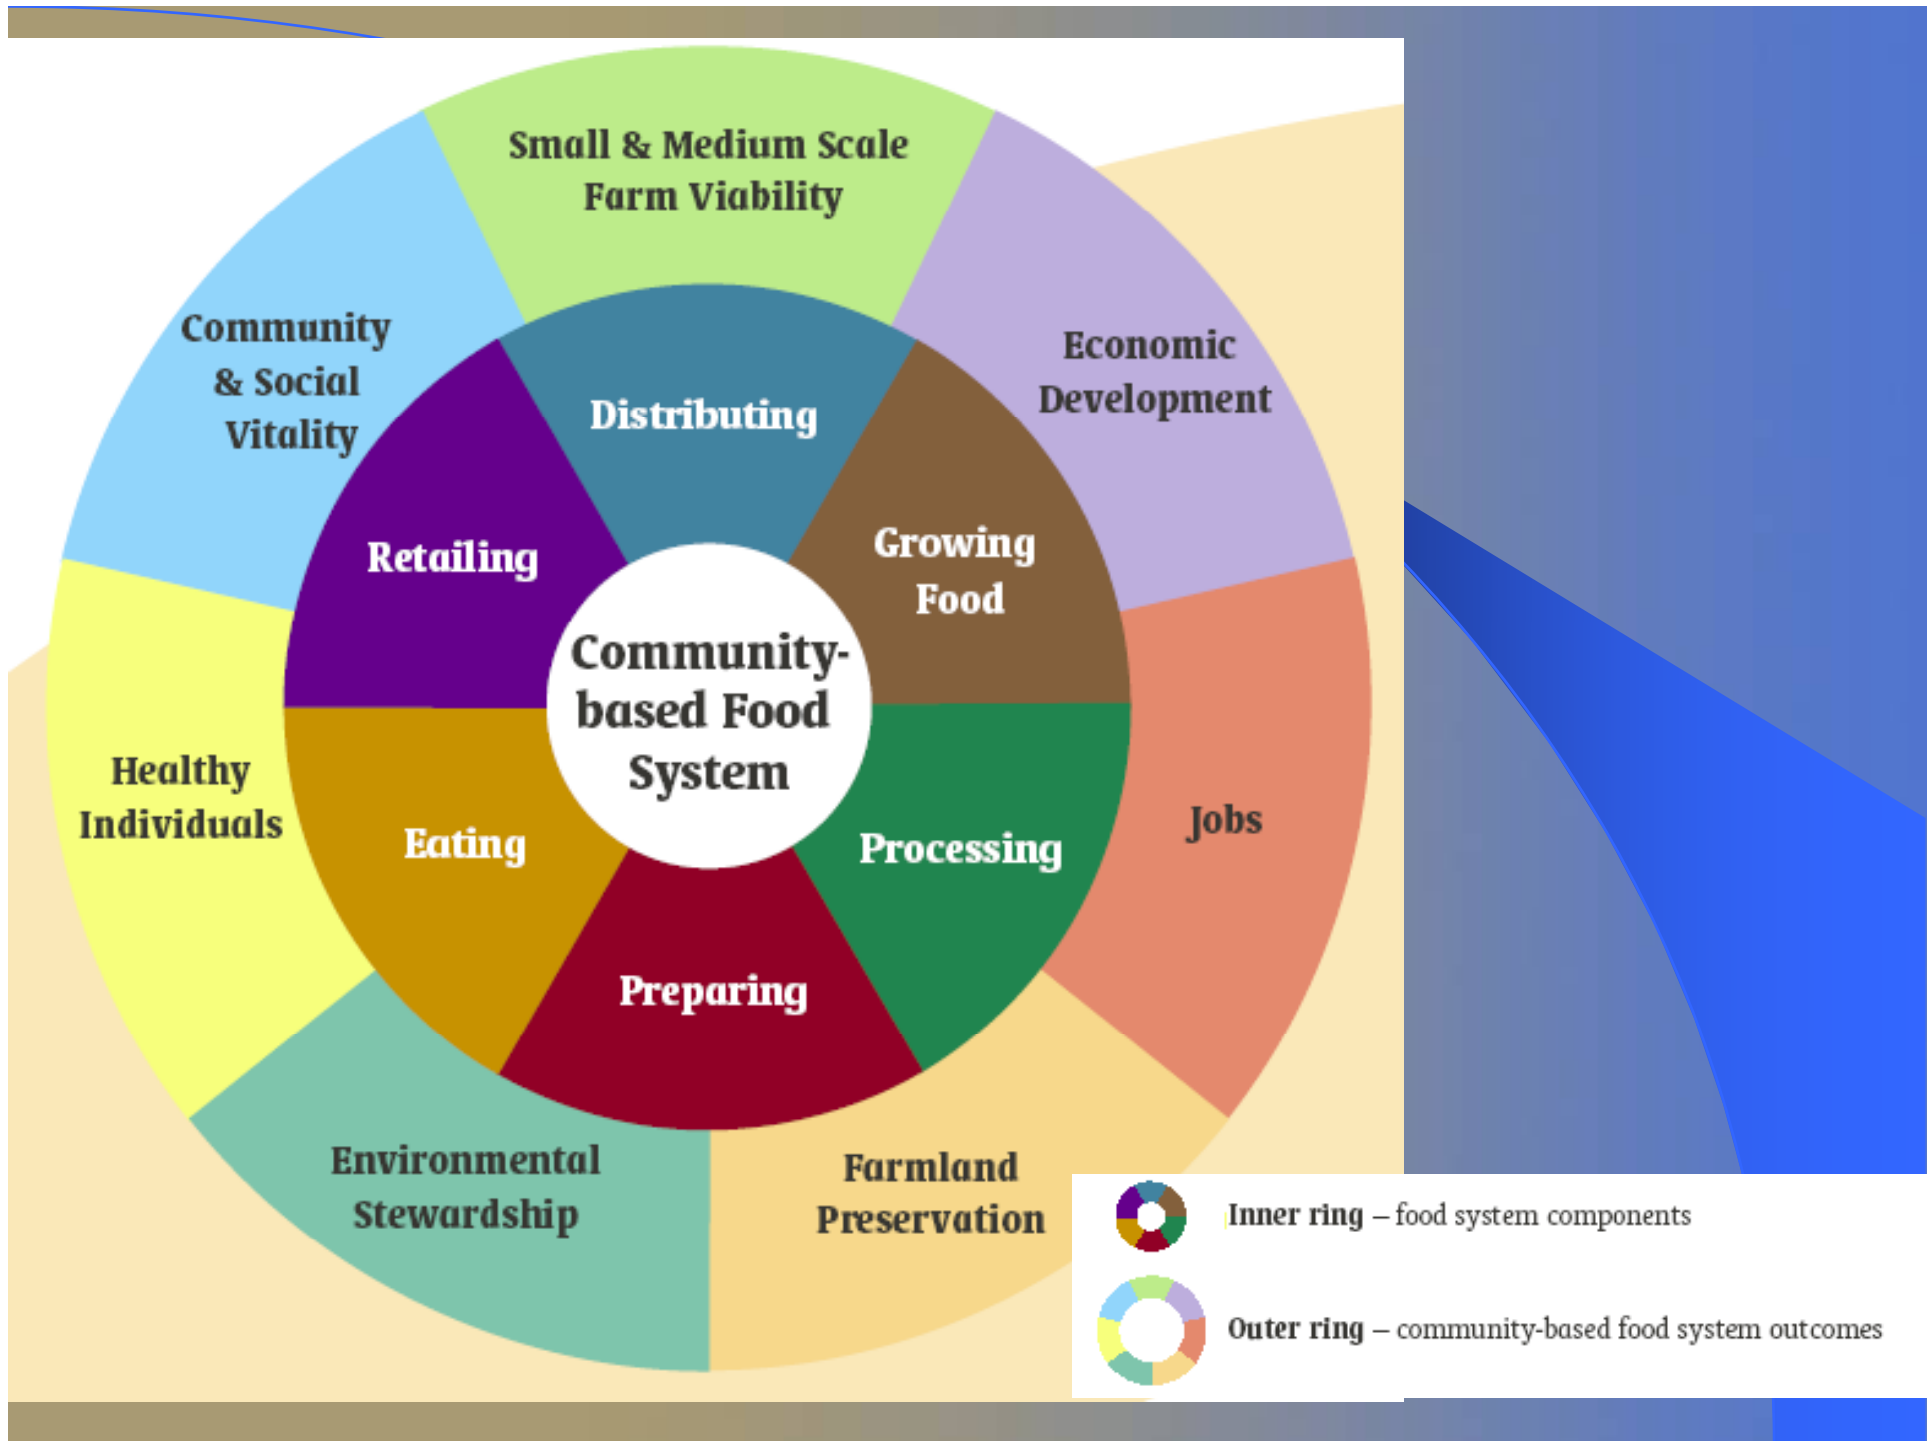 Small & Medium Scale
Farm Viability
Community
& Social
Vitality
Economic
Development
Distributing
Retailing
Growing
Food
Community-
based Food
System
Healthy
Individuals
Eating
Processing
Jobs
Preparing
Environmental
Stewardship
Farmland
Preservation
Inner ring – food system components
Outer ring – community-based food system outcomes